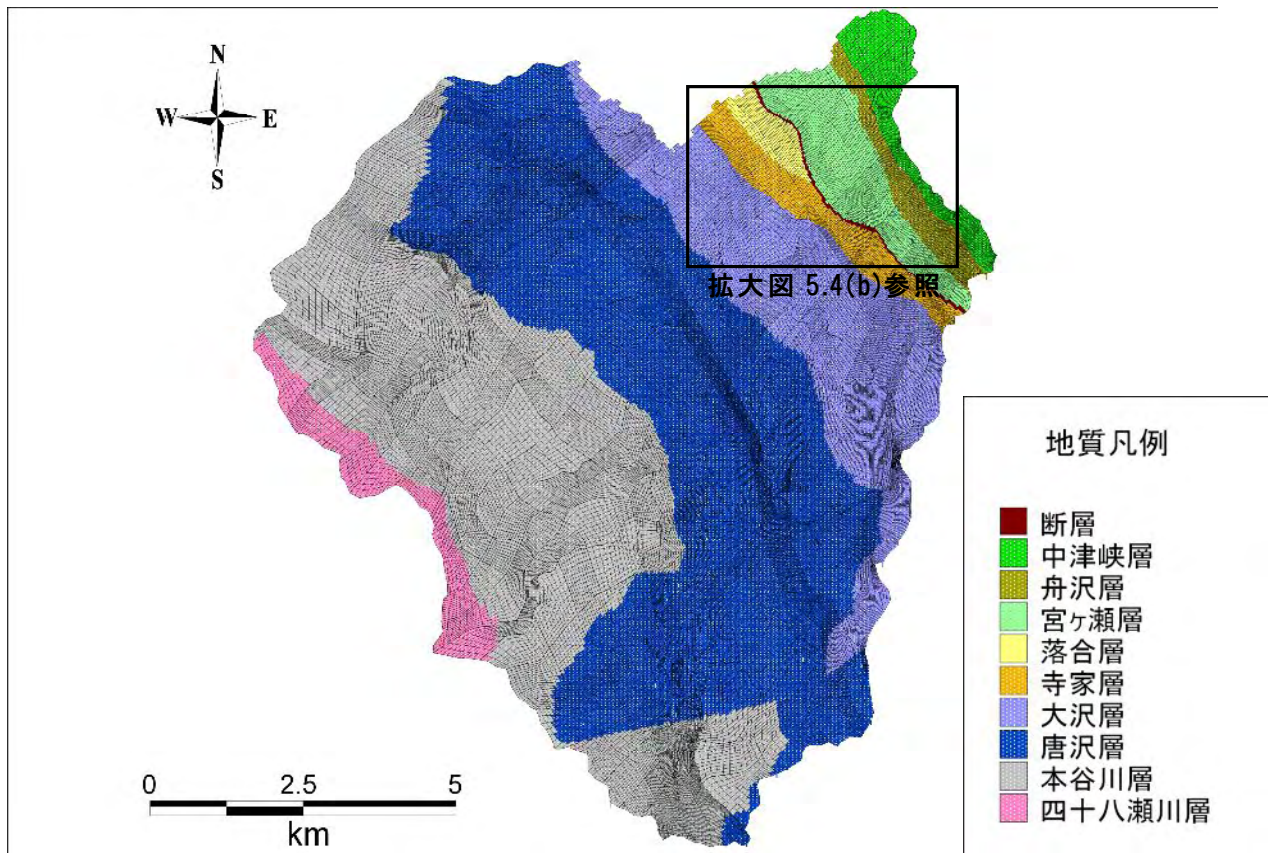 N
W E
S
拡大図 5.4(b)参照
地質凡例
断層
中津峡層
舟沢層
宮ヶ瀬層
落合層
寺家層
大沢層
唐沢層
本谷川層
四十八瀬川層
0 2.5 5
km